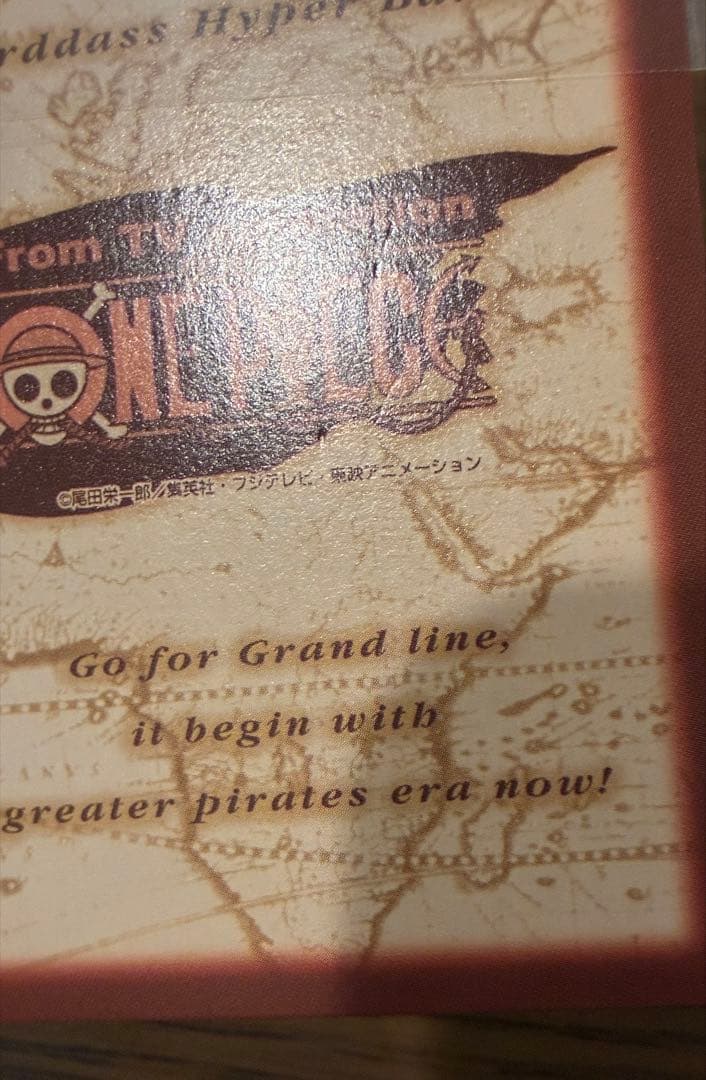 rddass Hyper
From TV
ONE PIECE
©尾田栄一郎/集英社・フジテレビ・東映アニメーション
Go for Grand line,
it begin with
greater pirates era now!